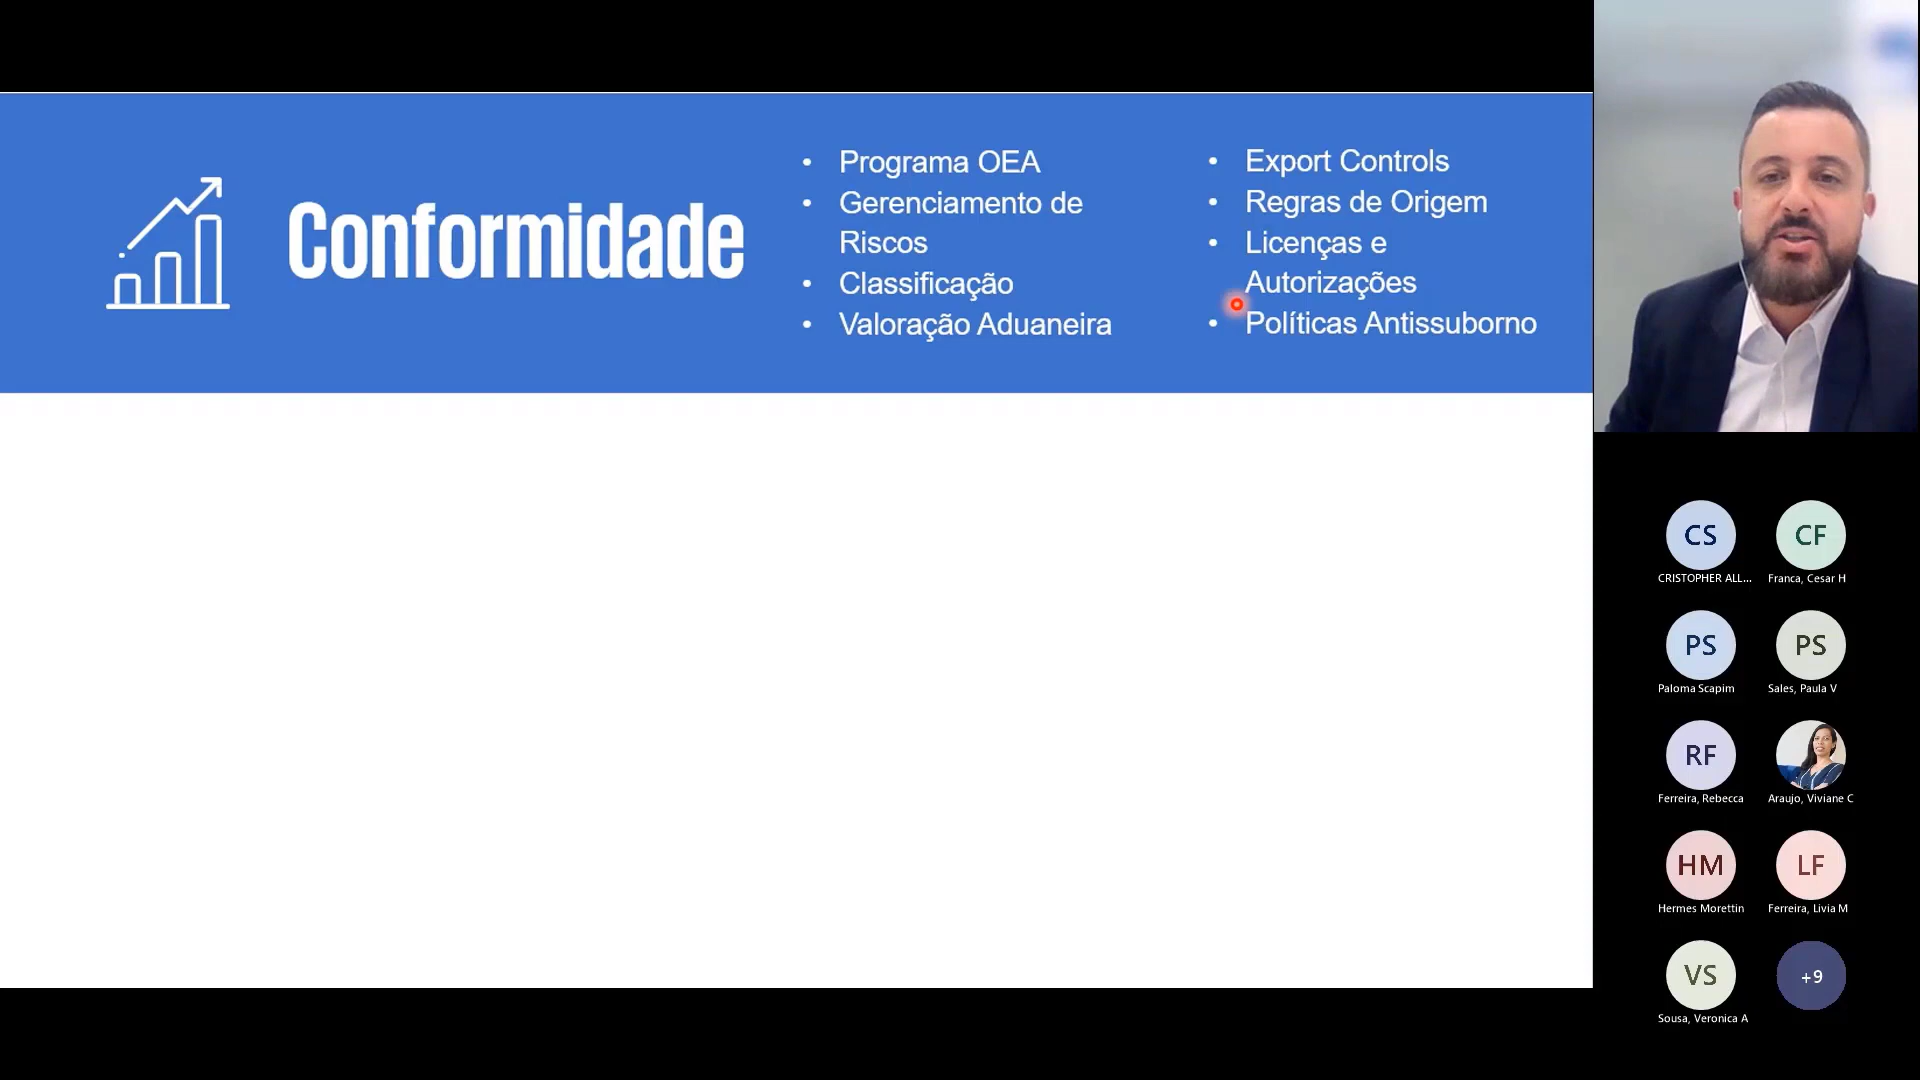 Conformidade
• Programa OEA
• Gerenciamento de
Riscos
• Classificação
• Valoração Aduaneira
• Export Controls
• Regras de Origem
• Licenças e
Autorizações
• Políticas Antissuborno
CS
CF
CRISTOPHER ALL...
Franca, Cesar H
PS
PS
Paloma Scapim
Sales, Paula V
RF
Ferreira, Rebecca
Araujo, Viviane C
HM
LF
Hermes Morettin
Ferreira, Livia M
VS
+9
Sousa, Veronica A